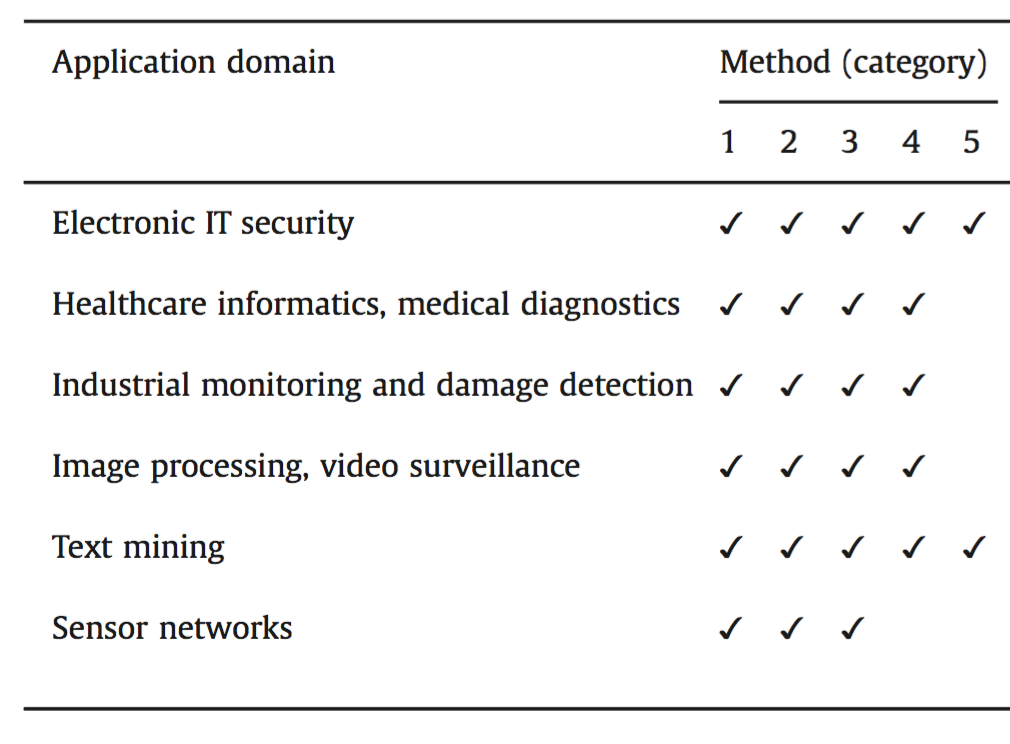 Application domain Method (category)
1 2 3 4 5
Electronic IT security ✓ ✓ ✓ ✓ ✓
Healthcare informatics, medical diagnostics ✓ ✓ ✓ ✓
Industrial monitoring and damage detection ✓ ✓ ✓ ✓
Image processing, video surveillance ✓ ✓ ✓ ✓
Text mining ✓ ✓ ✓ ✓ ✓
Sensor networks ✓ ✓ ✓